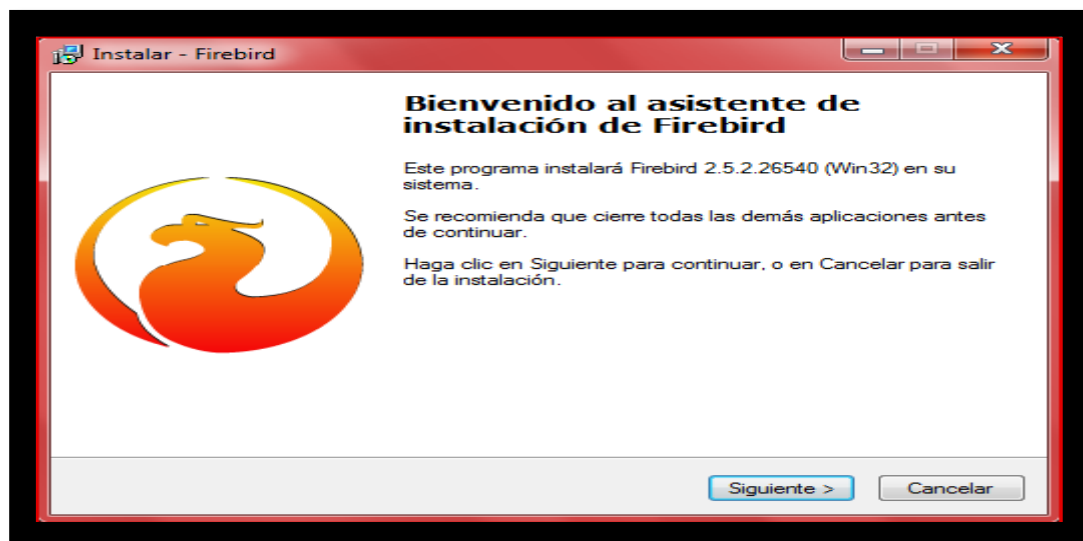 Instalar - Firebird
Bienvenido al asistente de
instalación de Firebird
Este programa instalará Firebird 2.5.2.26540 (Win32) en su
sistema.
Se recomienda que cierre todas las demás aplicaciones antes
de continuar.
Haga clic en Siguiente para continuar, o en Cancelar para salir
de la instalación.
Siguiente >
Cancelar